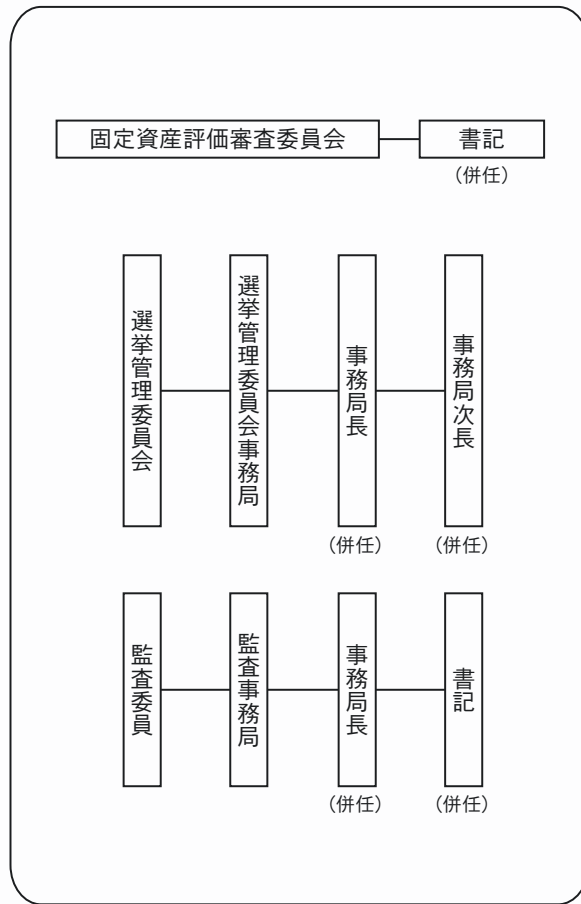 固定資産評価審査委員会
書記
（併任）
選挙管理委員会
選挙管理委員会事務局
事務局長
（併任）
事務局次長
（併任）
監査委員
監査事務局
事務局長
（併任）
書記
（併任）